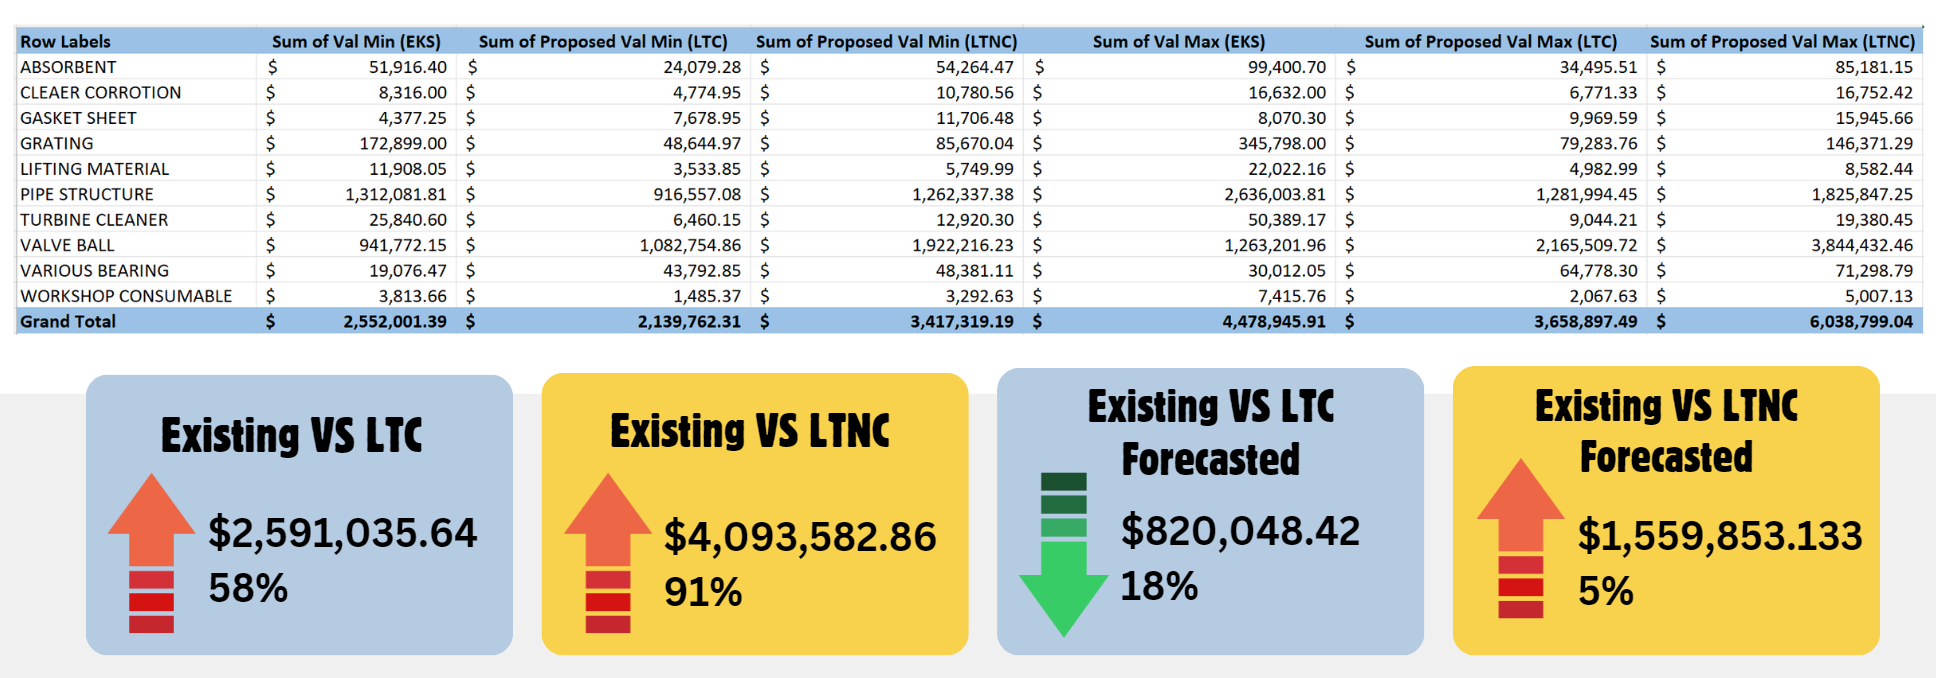 Row Labels Sum of Val Min (EKS) Sum of Proposed Val Min (LTC) Sum of Proposed Val Min (LTNC) Sum of Val Max (EKS) Sum of Proposed Val Max (LTC) Sum of Proposed Val Max (LTNC)
ABSORBENT $ 51,916.40 $ 24,079.28 $ 54,264.47 $ 99,400.70 $ 34,495.51 $ 85,181.15
CLEAER CORROTION $ 8,316.00 $ 4,774.95 $ 10,780.56 $ 16,632.00 $ 6,771.33 $ 16,752.42
GASKET SHEET $ 4,377.25 $ 7,678.95 $ 11,706.48 $ 8,070.30 $ 9,969.59 $ 15,945.66
GRATING $ 172,899.00 $ 48,644.97 $ 85,670.04 $ 345,798.00 $ 79,283.76 $ 146,371.29
LIFTING MATERIAL $ 11,908.05 $ 3,533.85 $ 5,749.99 $ 22,022.16 $ 4,982.99 $ 8,582.44
PIPE STRUCTURE $ 1,312,081.81 $ 916,557.08 $ 1,262,337.38 $ 2,636,003.81 $ 1,281,994.45 $ 1,825,847.25
TURBINE CLEANER $ 25,840.60 $ 6,460.15 $ 12,920.30 $ 50,389.17 $ 9,044.21 $ 19,380.45
VALVE BALL $ 941,772.15 $ 1,082,754.86 $ 1,922,216.23 $ 1,263,201.96 $ 2,165,509.72 $ 3,844,432.46
VARIOUS BEARING $ 19,076.47 $ 43,792.85 $ 48,381.11 $ 30,012.05 $ 64,778.30 $ 71,298.79
WORKSHOP CONSUMABLE $ 3,813.66 $ 1,485.37 $ 3,292.63 $ 7,415.76 $ 2,067.63 $ 5,007.13
Grand Total $ 2,552,001.39 $ 2,139,762.31 $ 3,417,319.19 $ 4,478,945.91 $ 3,658,897.49 $ 6,038,799.04
Existing VS LTC
$2,591,035.64
58%
Existing VS LTNC
$4,093,582.86
91%
Existing VS LTC
Forecasted
$820,048.42
18%
Existing VS LTNC
Forecasted
$1,559,853.133
5%